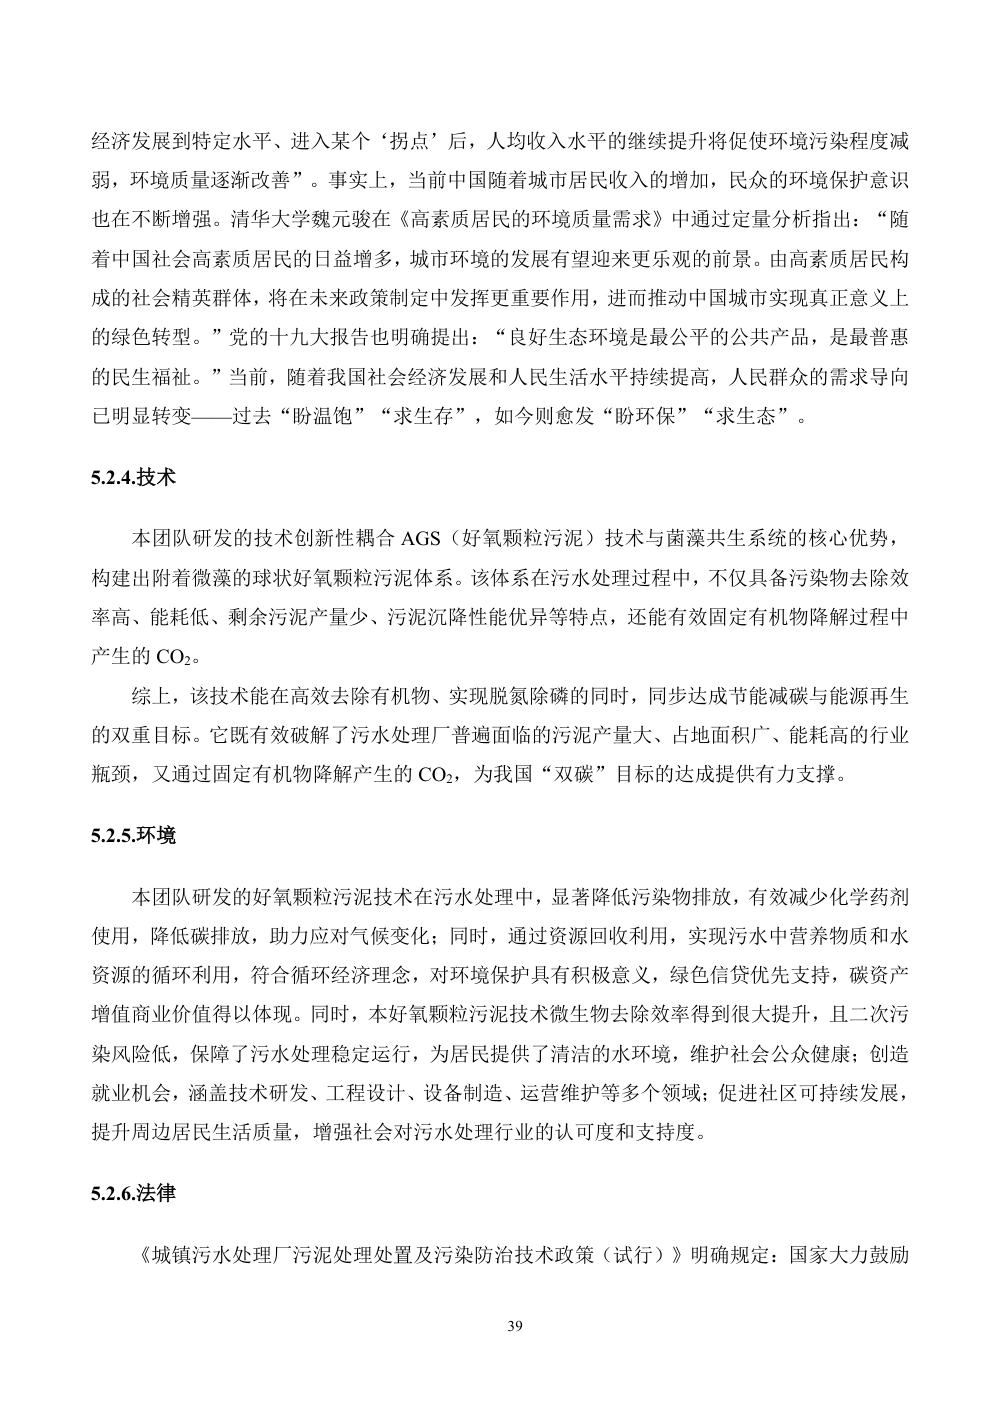 经济发展到特定水平、进入某个‘拐点’后，人均收入水平的继续提升将促使环境污染程度减
弱，环境质量逐渐改善”。事实上，当前中国随着城市居民收入的增加，民众的环境保护意识
也在不断增强。清华大学魏元骏在《高素质居民的环境质量需求》中通过定量分析指出：“随
着中国社会高素质居民的日益增多，城市环境的发展有望迎来更乐观的前景。由高素质居民构
成的社会精英群体，将在未来政策制定中发挥更重要作用，进而推动中国城市实现真正意义上
的绿色转型。”党的十九大报告也明确提出：“良好生态环境是最公平的公共产品，是最普惠
的民生福祉。”当前，随着我国社会经济发展和人民生活水平持续提高，人民群众的需求导向
已明显转变——过去“盼温饱”“求生存”，如今则愈发“盼环保”“求生态”。
5.2.4.技术
本团队研发的技术创新性耦合 AGS（好氧颗粒污泥）技术与菌藻共生系统的核心优势，
构建出附着微藻的球状好氧颗粒污泥体系。该体系在污水处理过程中，不仅具备污染物去除效
率高、能耗低、剩余污泥产量少、污泥沉降性能优异等特点，还能有效固定有机物降解过程中
产生的 CO₂。
综上，该技术能在高效去除有机物、实现脱氮除磷的同时，同步达成节能减碳与能源再生
的双重目标。它既有效破解了污水处理厂普遍面临的污泥产量大、占地面积广、能耗高的行业
瓶颈，又通过固定有机物降解产生的 CO₂，为我国“双碳”目标的达成提供有力支撑。
5.2.5.环境
本团队研发的好氧颗粒污泥技术在污水处理中，显著降低污染物排放，有效减少化学药剂
使用，降低碳排放，助力应对气候变化；同时，通过资源回收利用，实现污水中营养物质和水
资源的循环利用，符合循环经济理念，对环境保护具有积极意义，绿色信贷优先支持，碳资产
增值商业价值得以体现。同时，本好氧颗粒污泥技术微生物去除效率得到很大提升，且二次污
染风险低，保障了污水处理稳定运行，为居民提供了清洁的水环境，维护社会公众健康；创造
就业机会，涵盖技术研发、工程设计、设备制造、运营维护等多个领域；促进社区可持续发展，
提升周边居民生活质量，增强社会对污水处理行业的认可度和支持度。
5.2.6.法律
《城镇污水处理厂污泥处理处置及污染防治技术政策（试行）》明确规定：国家大力鼓励
39